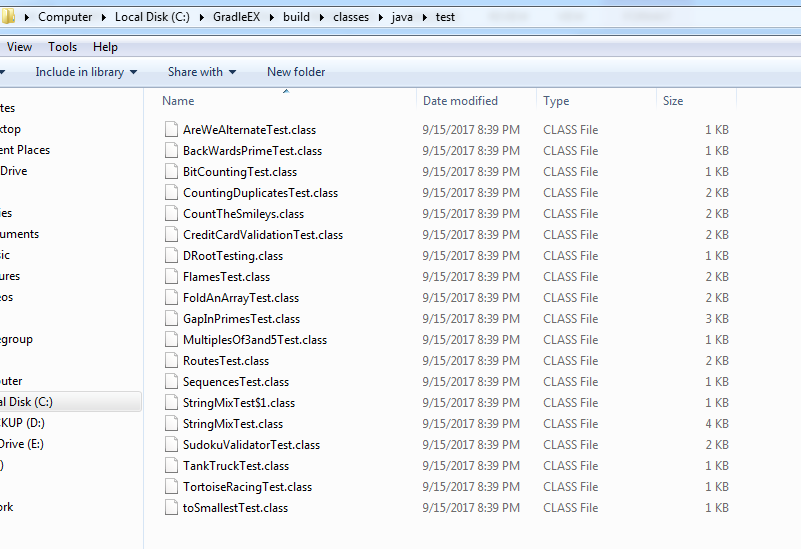 Computer Local Disk (C:) GradleEX build classes java test
View Tools Help
Include in library Share with New folder
Name Date modified Type Size
AreWeAlternateTest.class 9/15/2017 8:39 PM CLASS File 1 KB
BackWardsPrimeTest.class 9/15/2017 8:39 PM CLASS File 1 KB
BitCountingTest.class 9/15/2017 8:39 PM CLASS File 1 KB
CountingDuplicatesTest.class 9/15/2017 8:39 PM CLASS File 2 KB
CountTheSmileys.class 9/15/2017 8:39 PM CLASS File 2 KB
CreditCardValidationTest.class 9/15/2017 8:39 PM CLASS File 2 KB
DRootTesting.class 9/15/2017 8:39 PM CLASS File 1 KB
FlamesTest.class 9/15/2017 8:39 PM CLASS File 2 KB
FoldAnArrayTest.class 9/15/2017 8:39 PM CLASS File 2 KB
GapInPrimesTest.class 9/15/2017 8:39 PM CLASS File 3 KB
MultiplesOf3and5Test.class 9/15/2017 8:39 PM CLASS File 1 KB
RoutesTest.class 9/15/2017 8:39 PM CLASS File 2 KB
SequencesTest.class 9/15/2017 8:39 PM CLASS File 1 KB
StringMixTest$1.class 9/15/2017 8:39 PM CLASS File 1 KB
StringMixTest.class 9/15/2017 8:39 PM CLASS File 4 KB
SudokuValidatorTest.class 9/15/2017 8:39 PM CLASS File 2 KB
TankTruckTest.class 9/15/2017 8:39 PM CLASS File 1 KB
TortoiseRacingTest.class 9/15/2017 8:39 PM CLASS File 1 KB
toSmallestTest.class 9/15/2017 8:39 PM CLASS File 1 KB
tes
ktop
ent Places
Drive
ies
uments
ic
ures
eos
egroup
uter
al Disk (C:)
CKUP (D:)
Drive (E:)
)
ork